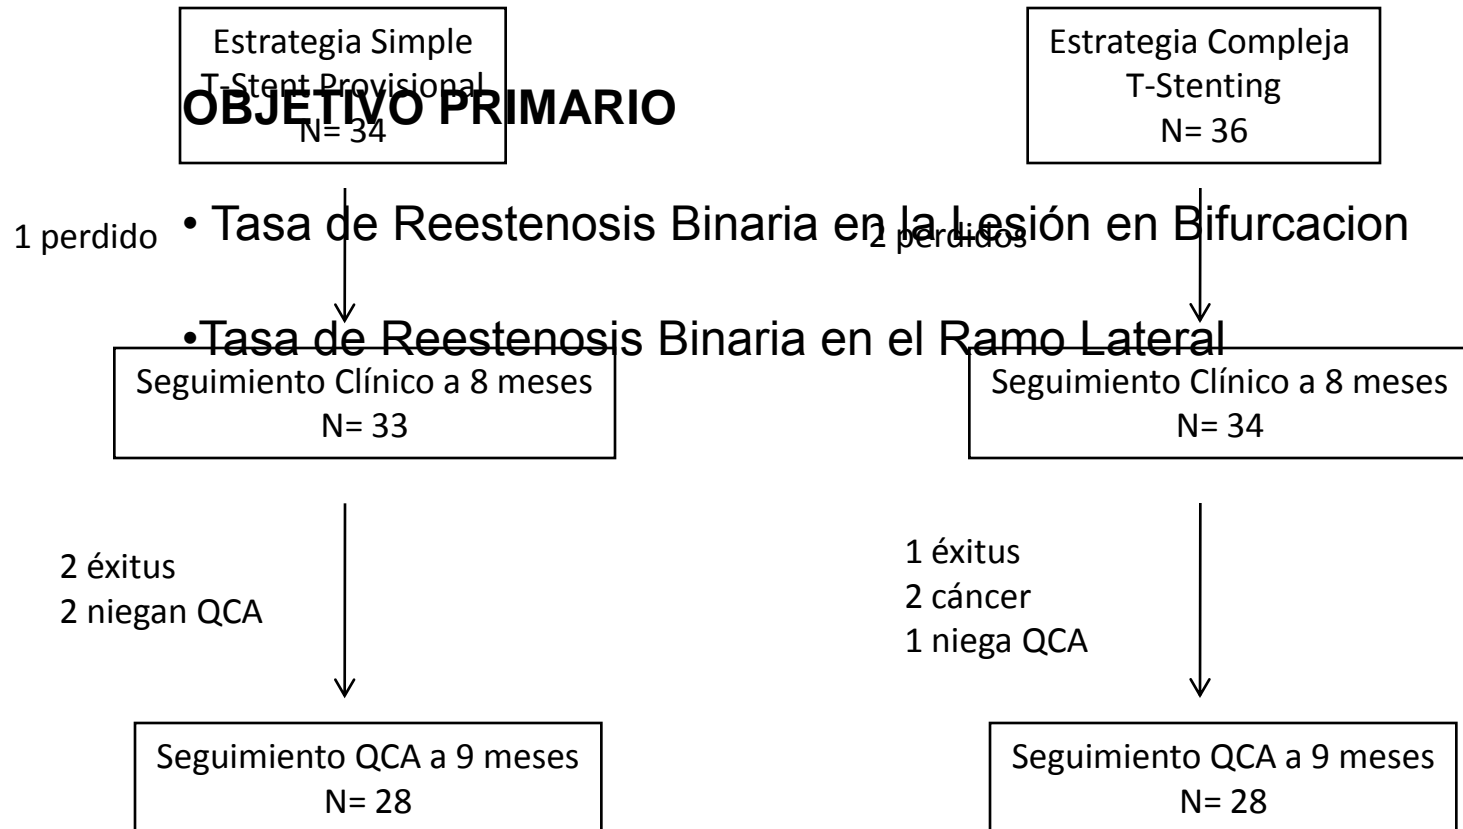 Estrategia Simple
T-Stent Provisional
N= 34
Estrategia Compleja
T-Stenting
N= 36
OBJETIVO PRIMARIO
1 perdido
• Tasa de Reestenosis Binaria en la Lesión en Bifurcacion
2 perdidos
•Tasa de Reestenosis Binaria en el Ramo Lateral
Seguimiento Clínico a 8 meses
N= 33
Seguimiento Clínico a 8 meses
N= 34
2 éxitus
2 niegan QCA
1 éxitus
2 cáncer
1 niega QCA
Seguimiento QCA a 9 meses
N= 28
Seguimiento QCA a 9 meses
N= 28